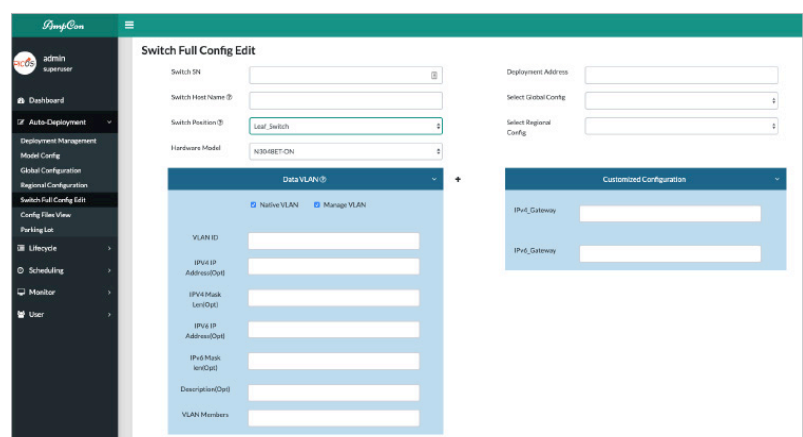 AmpCon
PICOS
admin
superuser
Dashboard
Auto-Deployment
Deployment Management
Model Config
Global Configuration
Regional Configuration
Switch Full Config Edit
Config Files View
Parking Lot
Lifecycle
Scheduling
Monitor
User
Switch Full Config Edit
Switch SN
Deployment Address
Switch Host Name
Select Global Config
Switch Position
Leaf_Switch
Select Regional
Config
Hardware Model
N3048ET-ON
Data VLAN
+
Customized Configuration
Native VLAN
Manage VLAN
IPv4_Gateway
IPv6_Gateway
VLAN ID
IPV4 IP
Address(Opt)
IPV4 Mask
Len(Opt)
IPV6 IP
Address(Opt)
IPv6 Mask
len(Opt)
Description(Opt)
VLAN Members